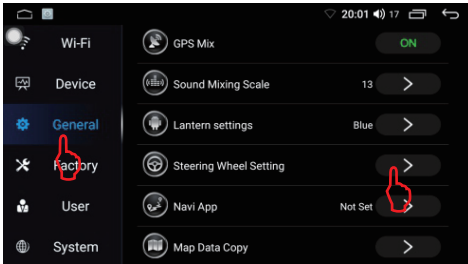 20:01 17
Wi-Fi
Device
General
Factory
User
System
GPS Mix ON
Sound Mixing Scale 13
Lantern settings Blue
Steering Wheel Setting
Navi App Not Set
Map Data Copy